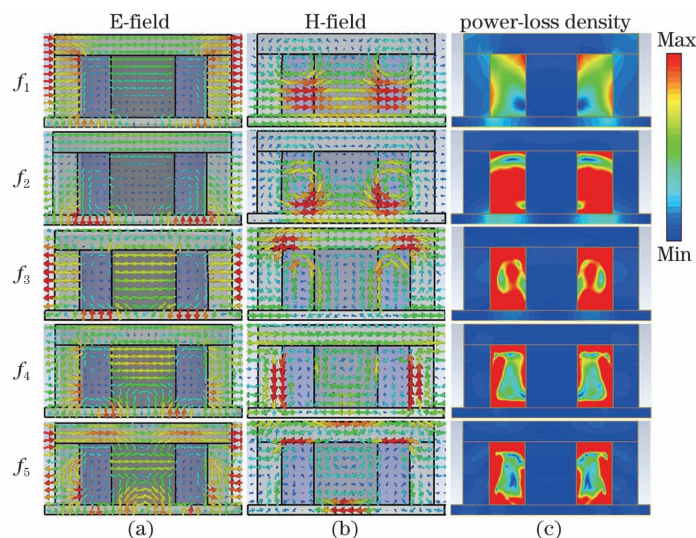 E-field H-field power-loss density
Max
f1
f2
Min
f3
f4
f5
(a) (b) (c)